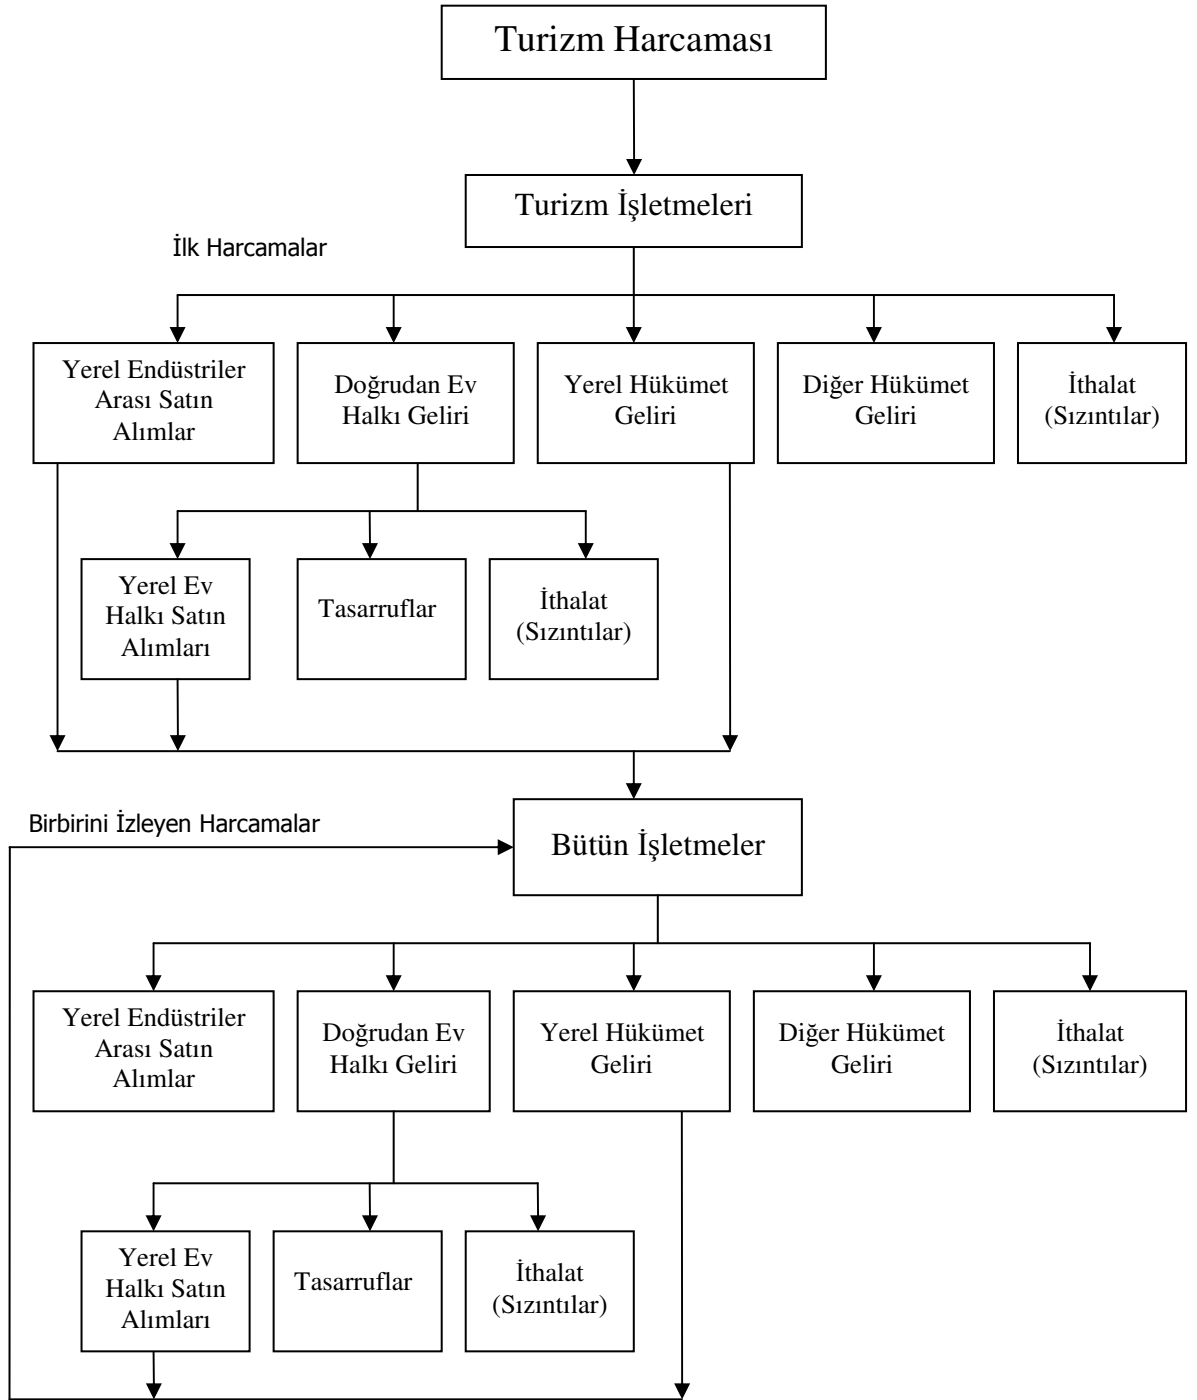 Turizm Harcaması
Turizm İşletmeleri
İlk Harcamalar
Yerel Endüstriler
Arası Satın
Alımlar
Doğrudan Ev
Halkı Geliri
Yerel Hükümet
Geliri
Diğer Hükümet
Geliri
İthalat
(Sızıntılar)
Yerel Ev
Halkı Satın
Alımları
Tasarruflar
İthalat
(Sızıntılar)
Birbirini İzleyen Harcamalar
Bütün İşletmeler
Yerel Endüstriler
Arası Satın
Alımlar
Doğrudan Ev
Halkı Geliri
Yerel Hükümet
Geliri
Diğer Hükümet
Geliri
İthalat
(Sızıntılar)
Yerel Ev
Halkı Satın
Alımları
Tasarruflar
İthalat
(Sızıntılar)